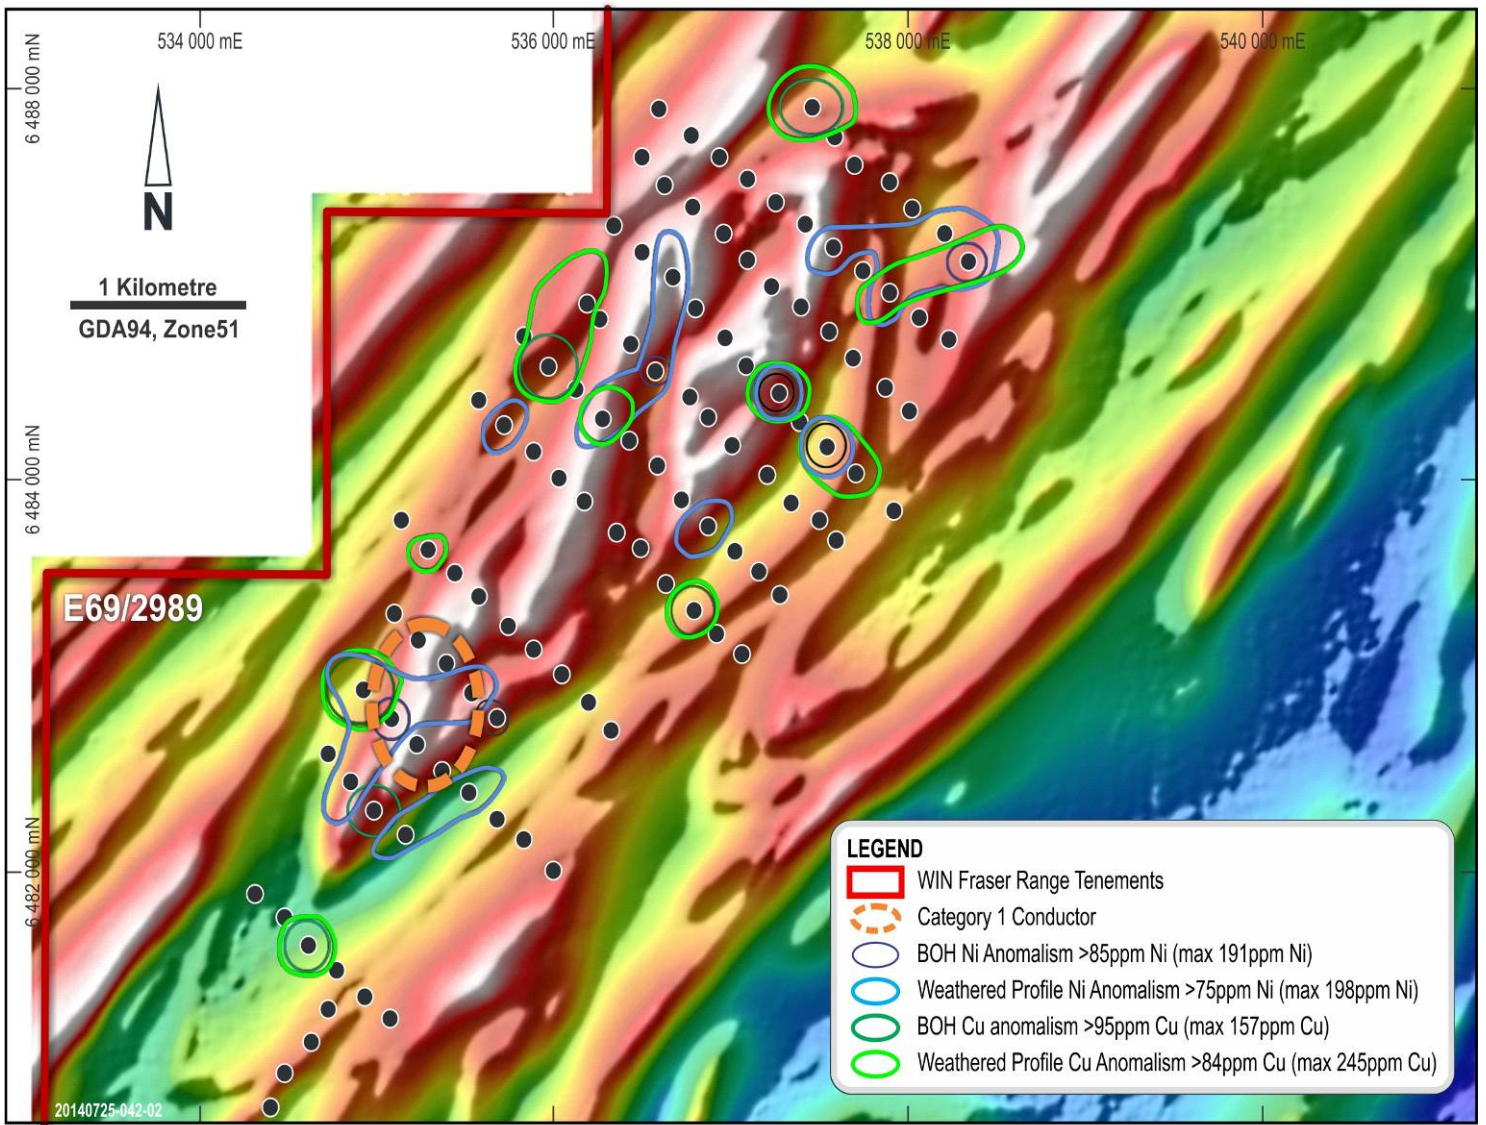 534 000 mE
536 000 mE
538 000 mE
540 000 mE
6 488 000 mN
N
1 Kilometre
GDA94, Zone51
6 484 000 mN
E69/2989
6 482 000 mN
LEGEND
WIN Fraser Range Tenements
Category 1 Conductor
BOH Ni Anomalism >85ppm Ni (max 191ppm Ni)
Weathered Profile Ni Anomalism >75ppm Ni (max 198ppm Ni)
BOH Cu anomalism >95ppm Cu (max 157ppm Cu)
Weathered Profile Cu Anomalism >84ppm Cu (max 245ppm Cu)
20140725-042-02